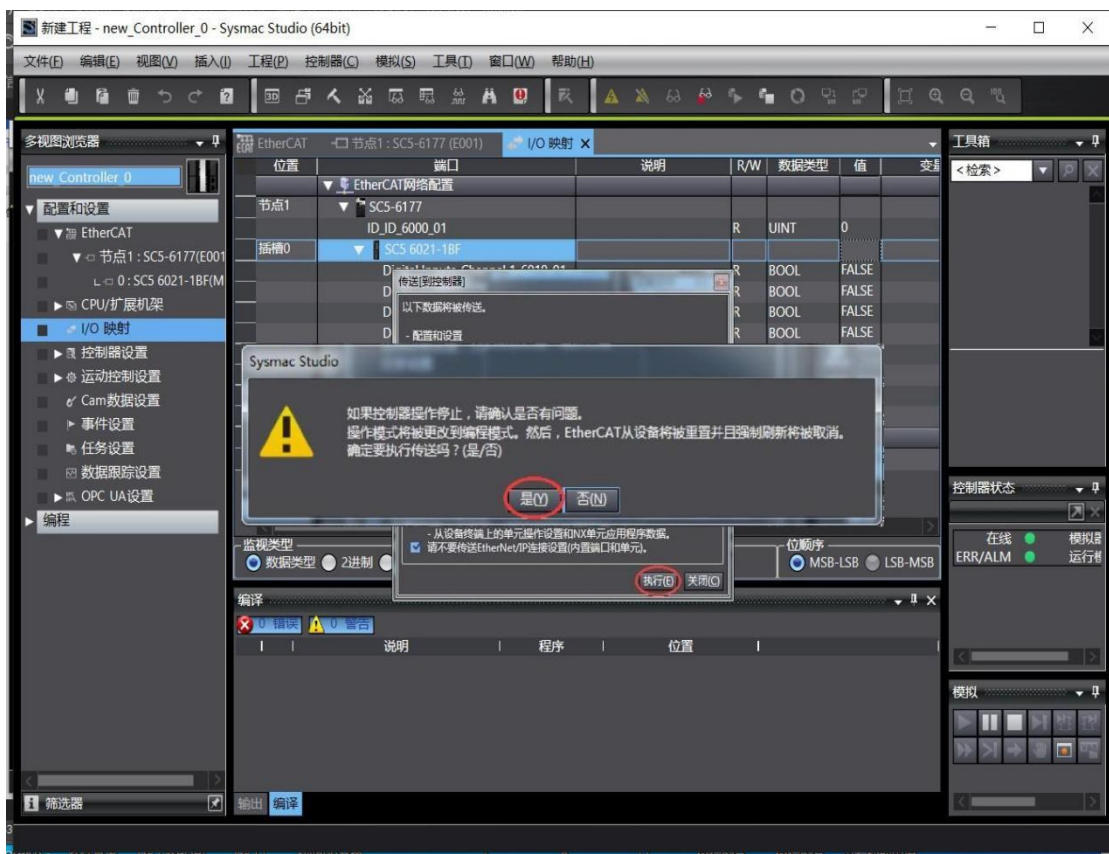 新建工程 - new_Controller_0 - Sysmac Studio (64bit)
文件(F) 编辑(E) 视图(V) 插入(I) 工程(P) 控制器(C) 模拟(S) 工具(T) 窗口(W) 帮助(H)
多视图浏览器
new_Controller_0
配置和设置
EtherCAT
节点1 : SC5-6177(E001
0 : SC5 6021-1BF(M
CPU/扩展机架
I/O 映射
控制器设置
运动控制设置
Cam数据设置
事件设置
任务设置
数据跟踪设置
OPC UA设置
编程
筛选器
EtherCAT 节点1 : SC5-6177 (E001) I/O 映射
位置 端口 说明 R/W 数据类型 值 变量
EtherCAT网络配置
节点1 SC5-6177
ID_ID_6000_01 R UINT 0
插槽0 SC5 6021-1BF
R BOOL FALSE
R BOOL FALSE
R BOOL FALSE
R BOOL FALSE
传送[到控制器]
以下数据将被传送。
- 配置和设置
Sysmac Studio
如果控制器操作停止，请确认是否有问题。
操作模式将被更改到编程模式。然后，EtherCAT从设备将被重置并且强制刷新将被取消。
确定要执行传送吗？(是/否)
是(Y) 否(N)
- 从设备终端上的单元操作设置和NX单元应用程序数据。
请不要传送EtherNet/IP连接设置(内置端口和单元)。
执行(E) 关闭(C)
监视类型
数据类型 2进制
位顺序
MSB-LSB LSB-MSB
编译
0 错误 0 警告
说明 程序 位置
输出 编译
工具箱
<检索>
控制器状态
在线 模拟
ERR/ALM 运行
模拟